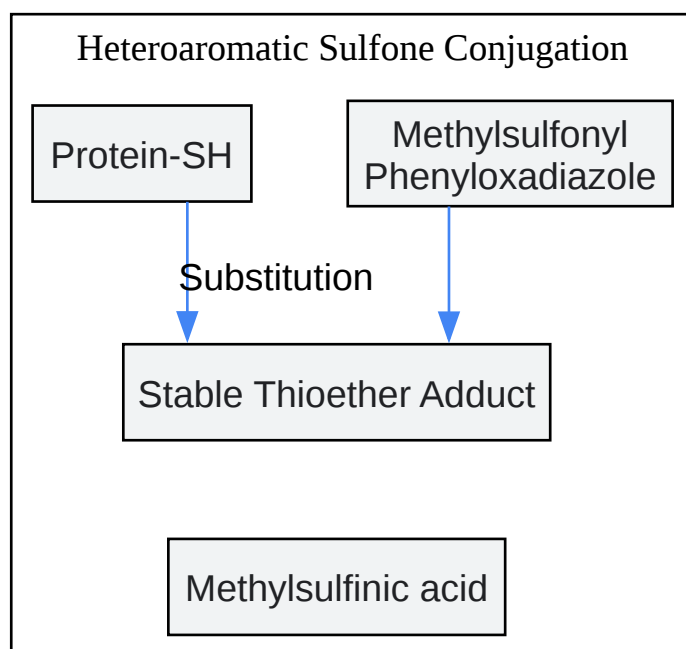 Heteroaromatic Sulfone Conjugation
Protein-SH
Methylsulfonyl
Phenyloxadiazole
Substitution
Stable Thioether Adduct
Methylsulfinic acid